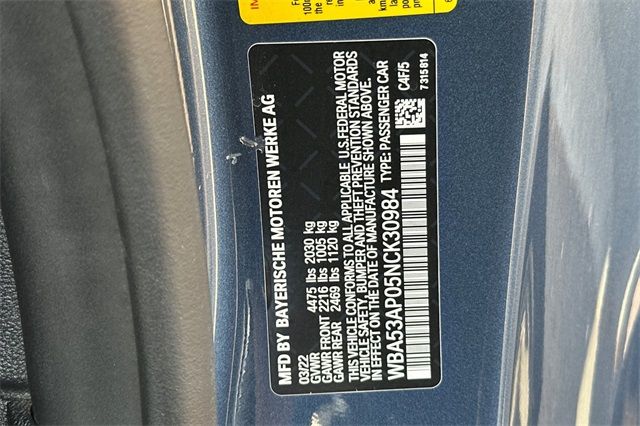 MFD BY BAYERISCHE MOTOREN WERKE AG
03/22
GVWR 4475 lbs 2030 kg
GAWR FRONT 2216 lbs 1005 kg
GAWR REAR 2469 lbs 1120 kg
THIS VEHICLE CONFORMS TO ALL APPLICABLE U.S. FEDERAL MOTOR
VEHICLE SAFETY, BUMPER AND THEFT PREVENTION STANDARDS
IN EFFECT ON THE DATE OF MANUFACTURE SHOWN ABOVE.
WBA53AP05NCK30984 TYPE: PASSENGER CAR
C4F/5
7315814